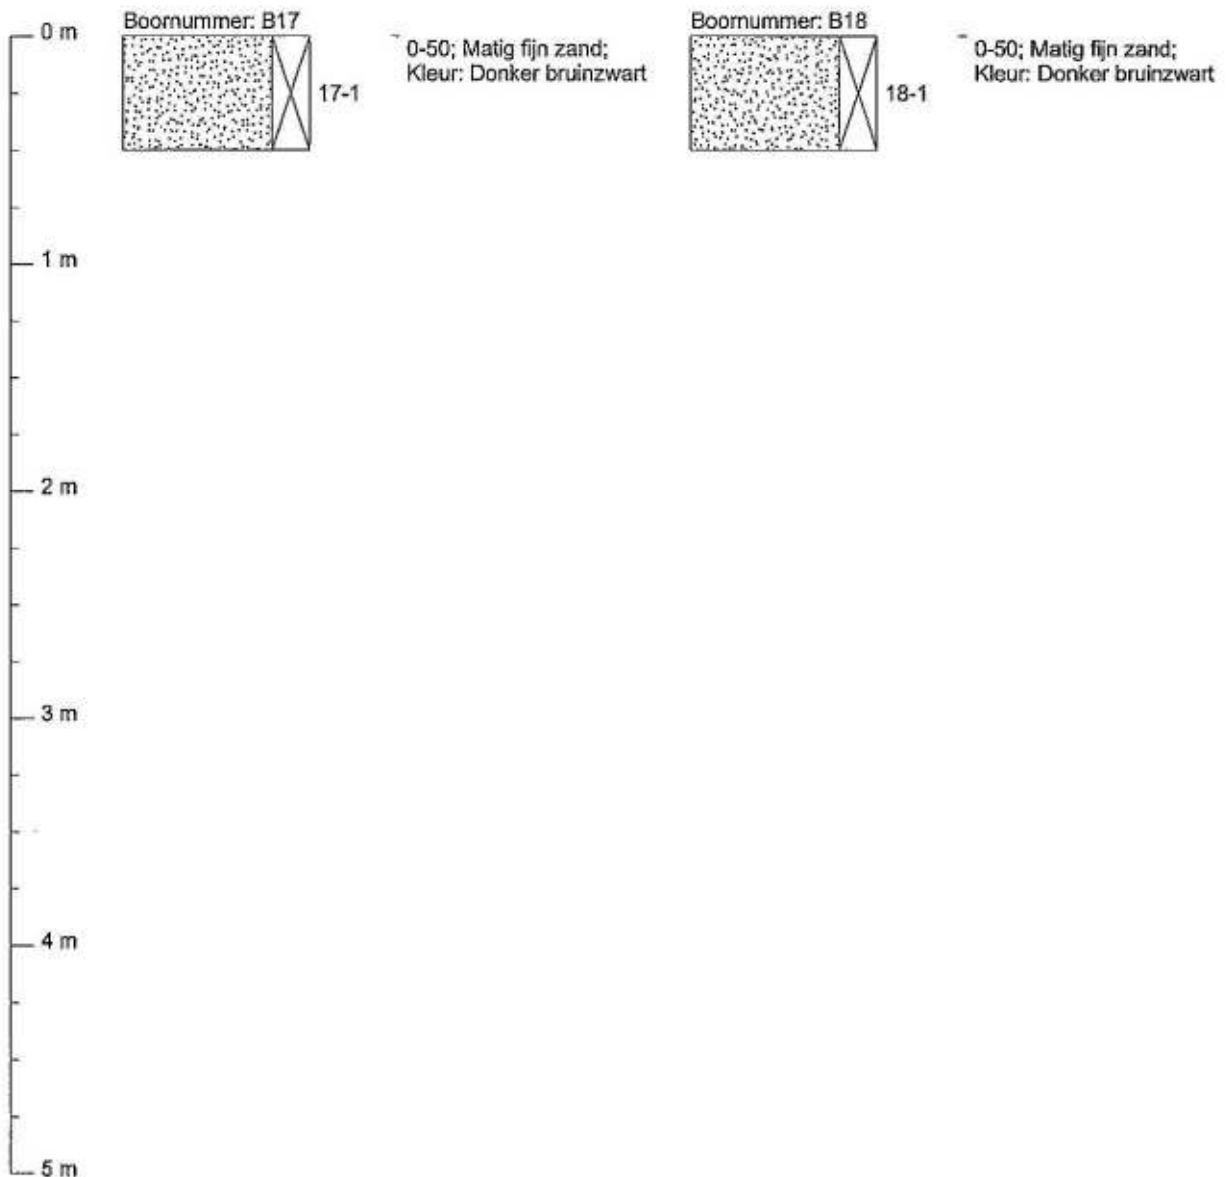 Boornummer: B17
0-50; Matig fijn zand;
Kleur: Donker bruinzwart
17-1
Boornummer: B18
0-50; Matig fijn zand;
Kleur: Donker bruinzwart
18-1
0 m
1 m
2 m
3 m
4 m
5 m